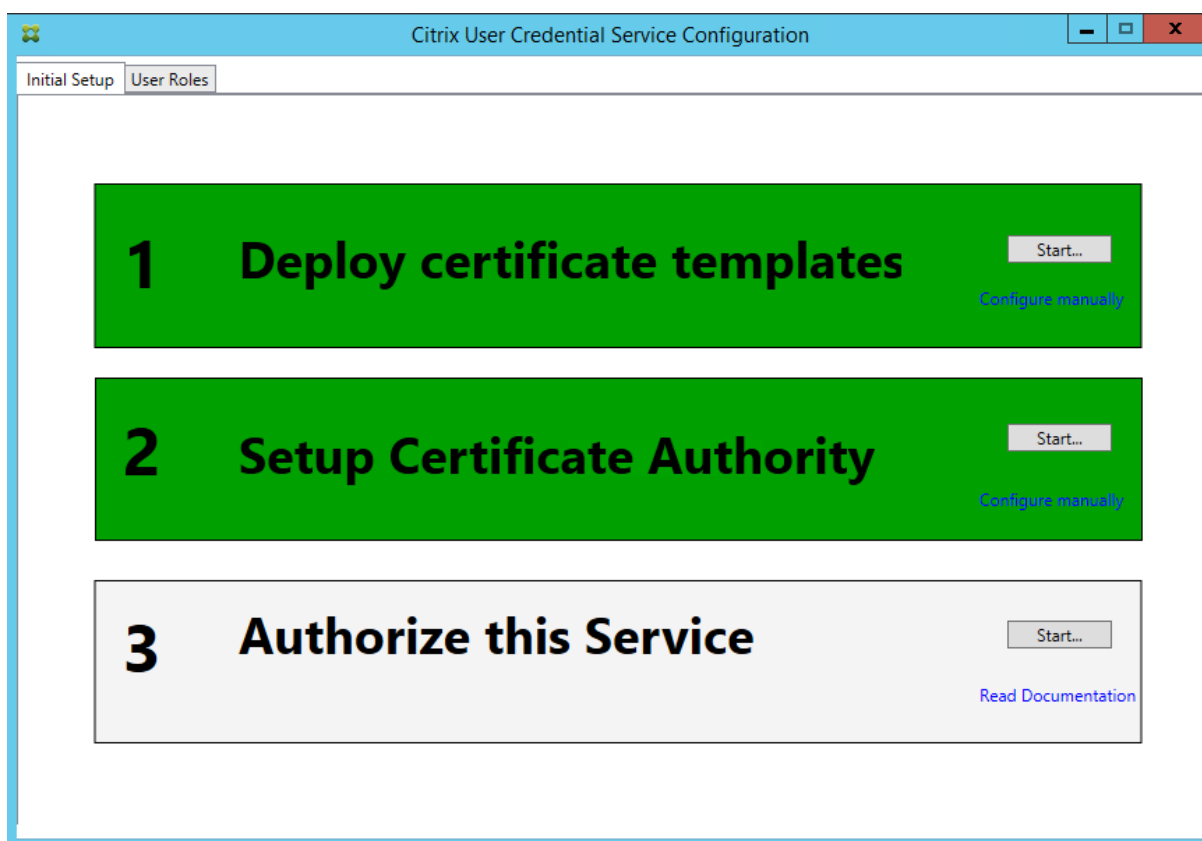 Citrix User Credential Service Configuration
Initial Setup User Roles
1 Deploy certificate templates Start...
Configure manually
2 Setup Certificate Authority Start...
Configure manually
3 Authorize this Service Start...
Read Documentation